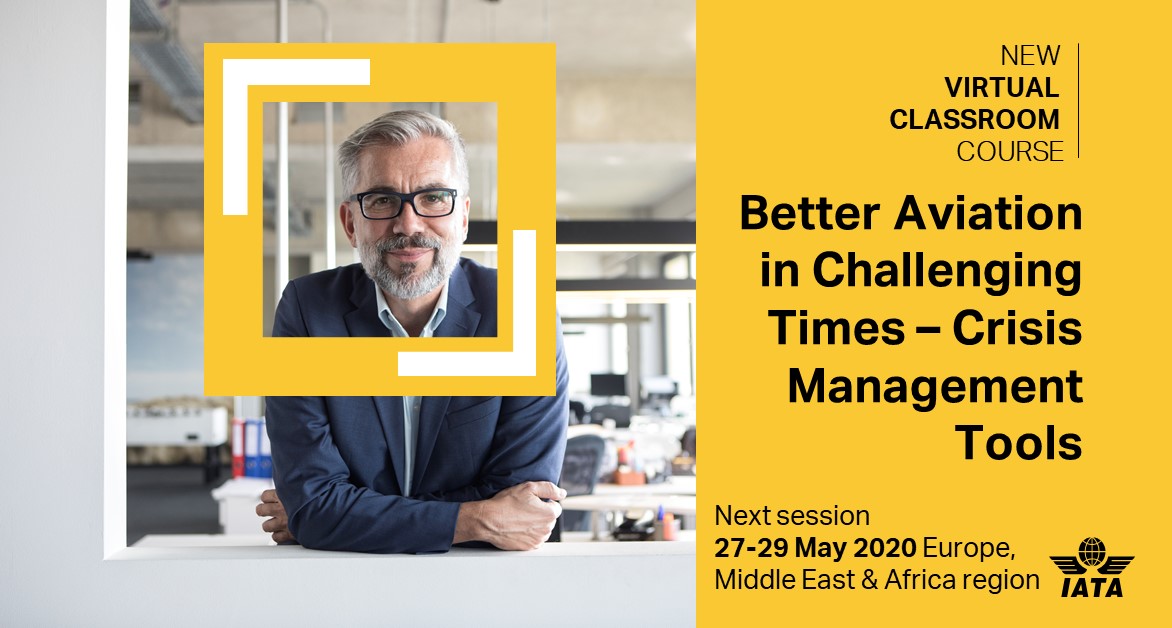 NEW
VIRTUAL
CLASSROOM
COURSE
Better Aviation
in Challenging
Times – Crisis
Management
Tools
Next session
27-29 May 2020 Europe,
Middle East & Africa region
IATA